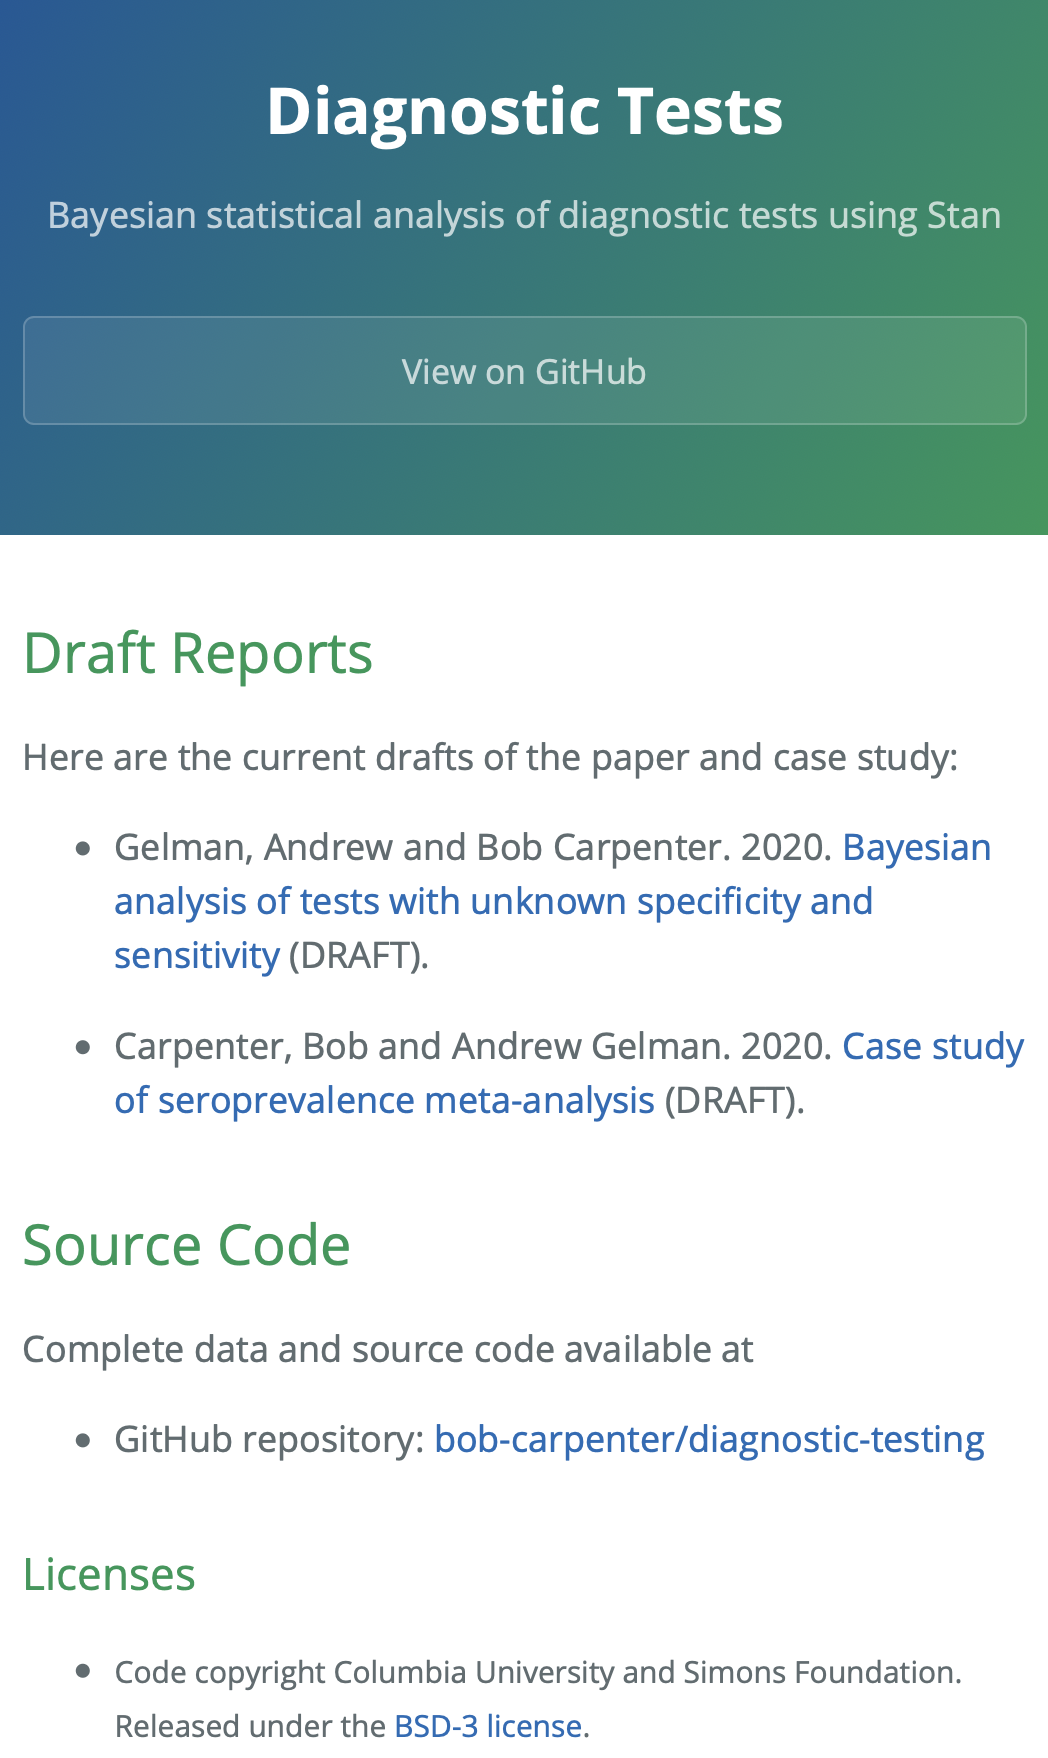 Diagnostic Tests
Bayesian statistical analysis of diagnostic tests using Stan
View on GitHub
Draft Reports
Here are the current drafts of the paper and case study:
Gelman, Andrew and Bob Carpenter. 2020. Bayesian
analysis of tests with unknown specificity and
sensitivity (DRAFT).
Carpenter, Bob and Andrew Gelman. 2020. Case study
of seroprevalence meta-analysis (DRAFT).
Source Code
Complete data and source code available at
GitHub repository: bob-carpenter/diagnostic-testing
Licenses
Code copyright Columbia University and Simons Foundation.
Released under the BSD-3 license.